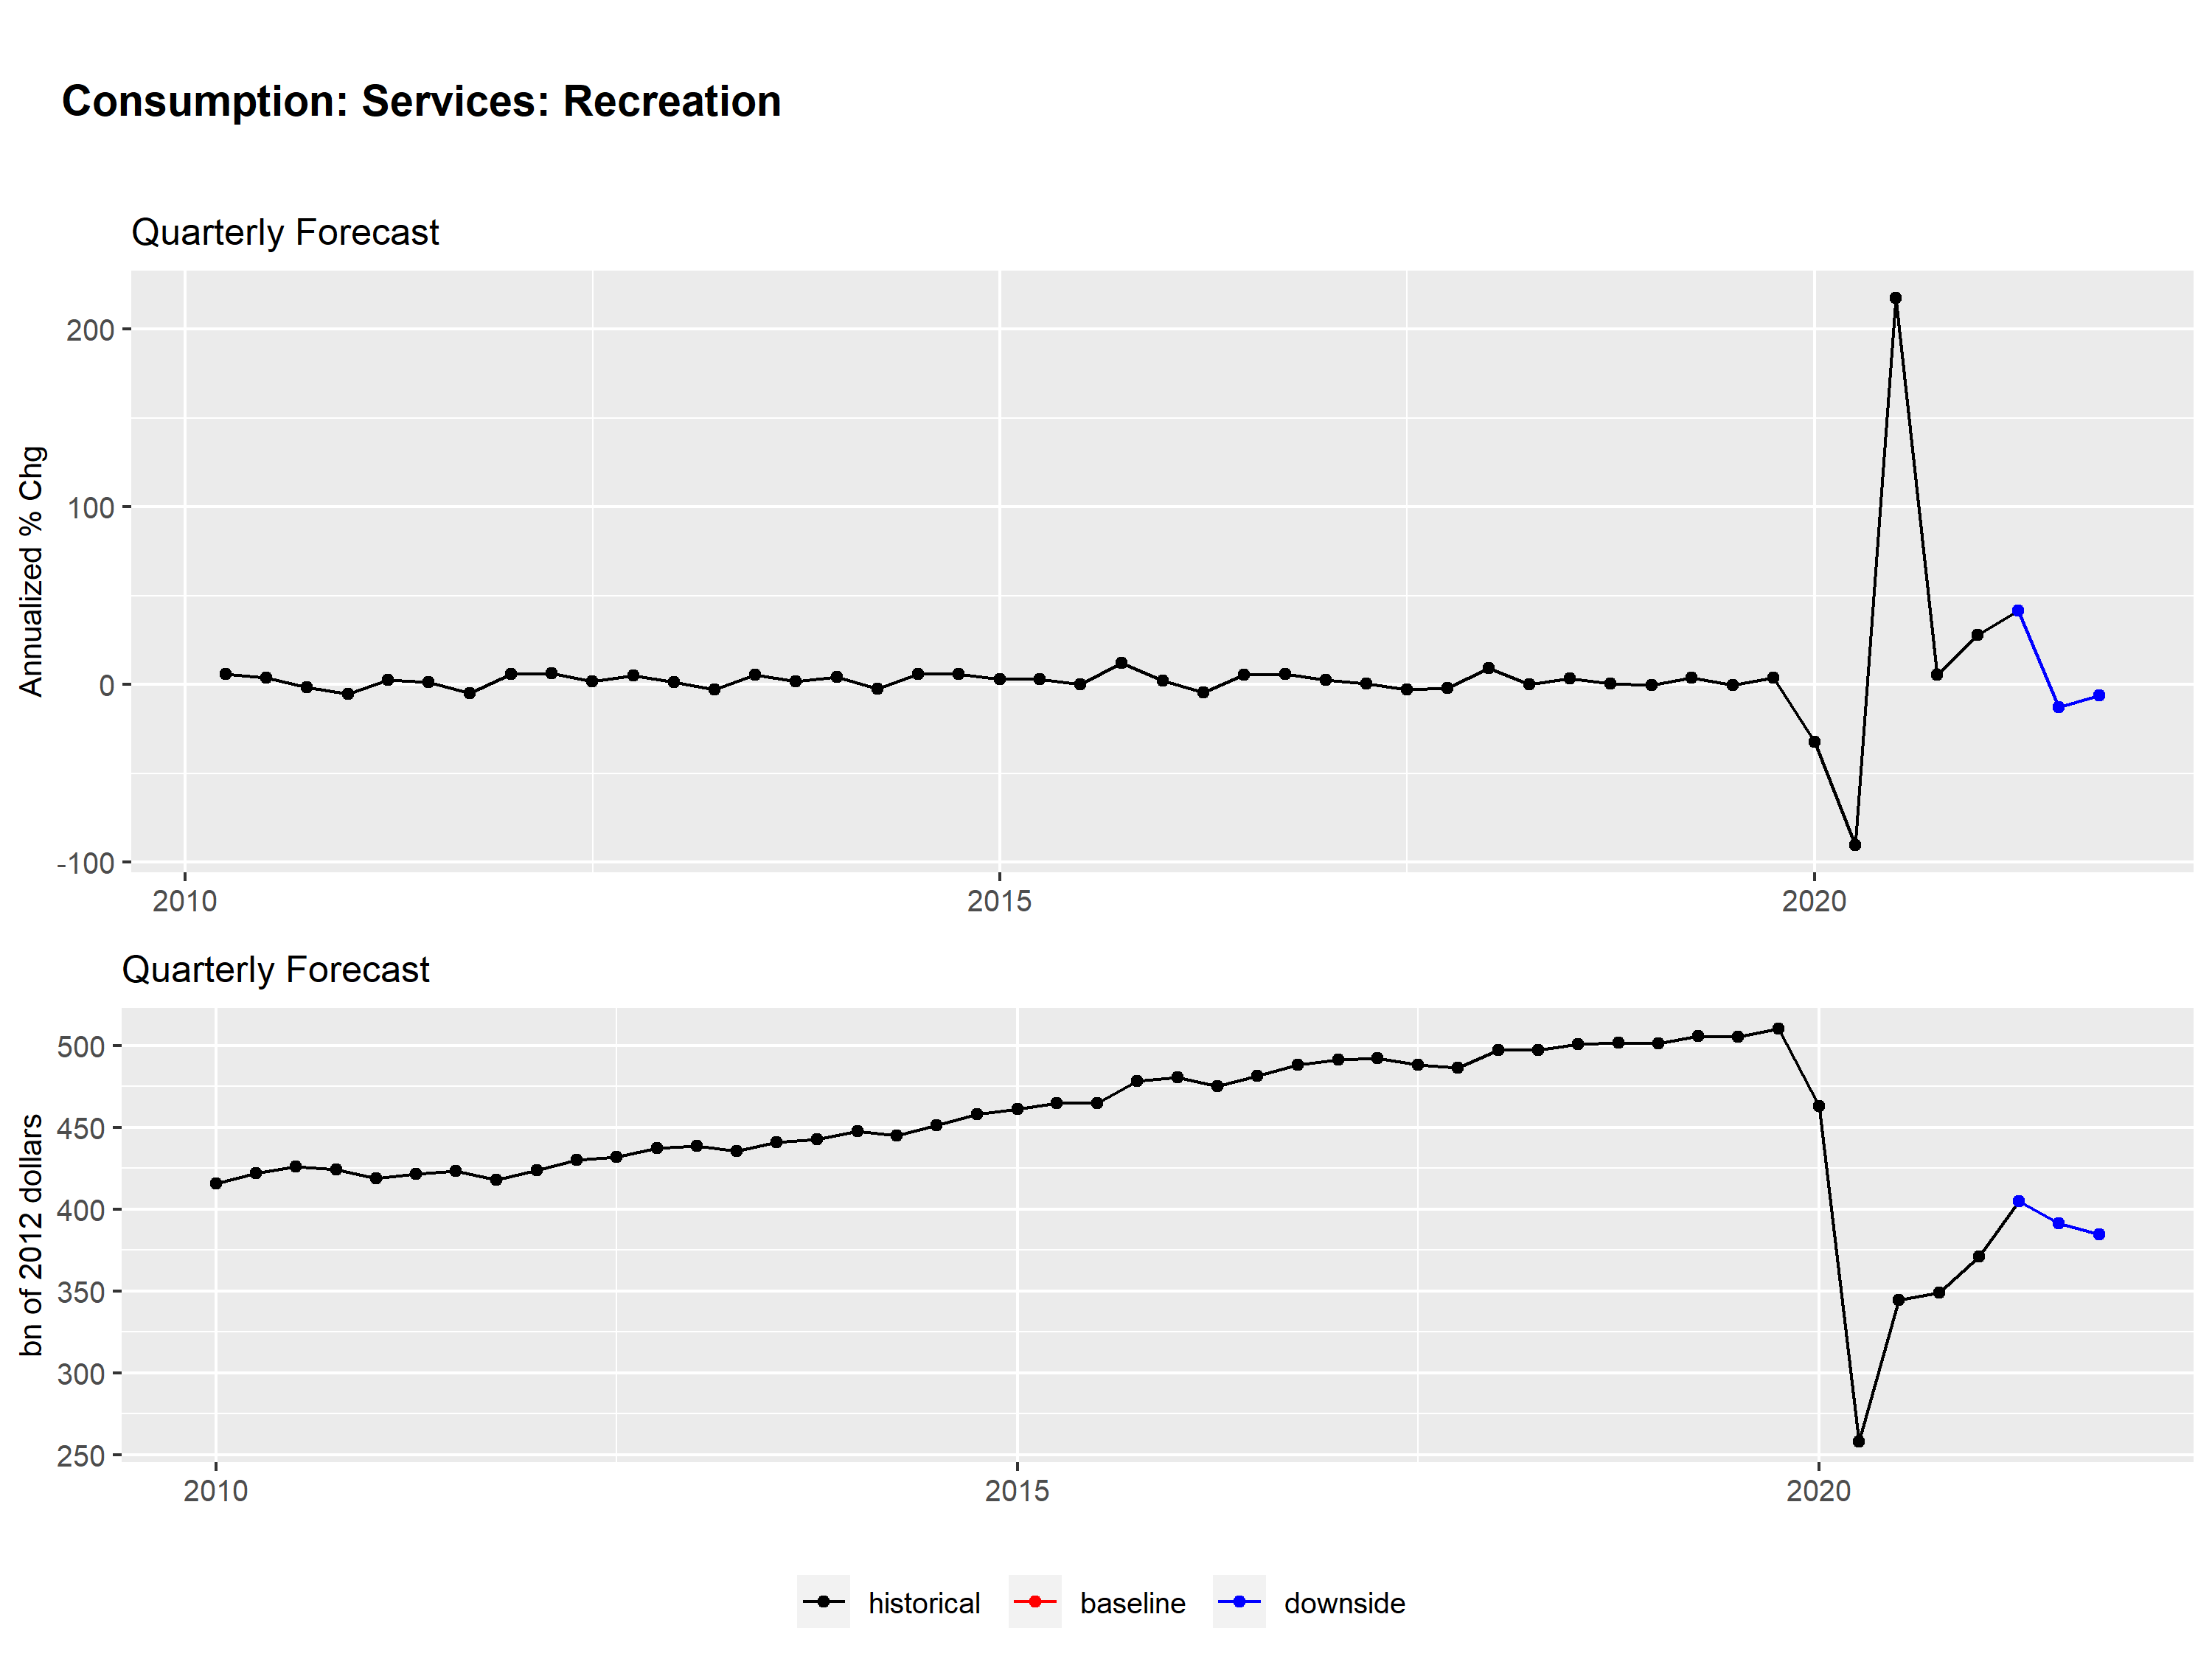 Consumption: Services: Recreation
Quarterly Forecast
Annualized % Chg
200
100
0
-100
2010 2015 2020
Quarterly Forecast
bn of 2012 dollars
500
450
400
350
300
250
2010 2015 2020
historical baseline downside